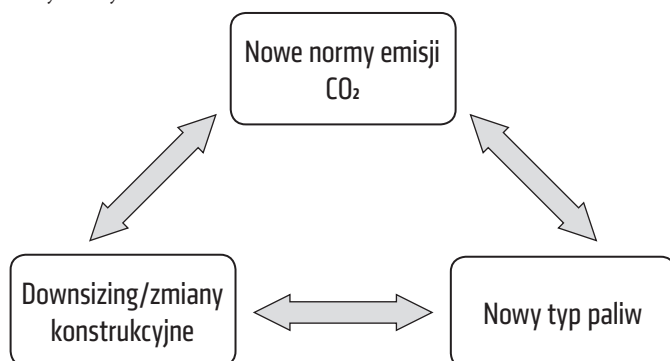 Nowe normy emisji
CO₂
Downsizing/zmiany
konstrukcyjne
Nowy typ paliw